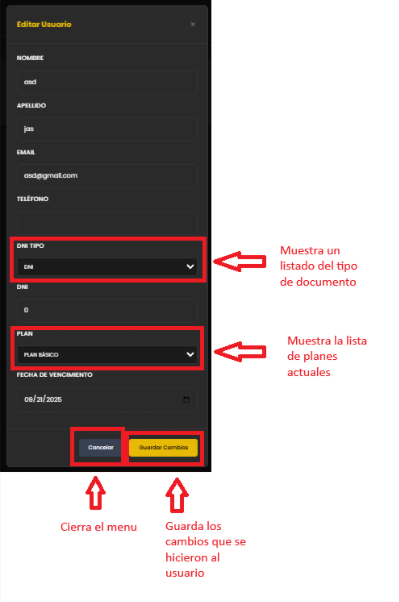 Editar Usuario ×
NOMBRE
asd
APELLIDO
jas
EMAIL
asd@gmail.com
TELÉFONO
DNI TIPO
DNI
DNI
0
PLAN
PLAN BÁSICO
FECHA DE VENCIMIENTO
09/21/2025
Cancelar
Guardar Cambios
Muestra un
listado del tipo
de documento
Muestra la lista
de planes
actuales
Cierra el menu
Guarda los
cambios que se
hicieron al
usuario